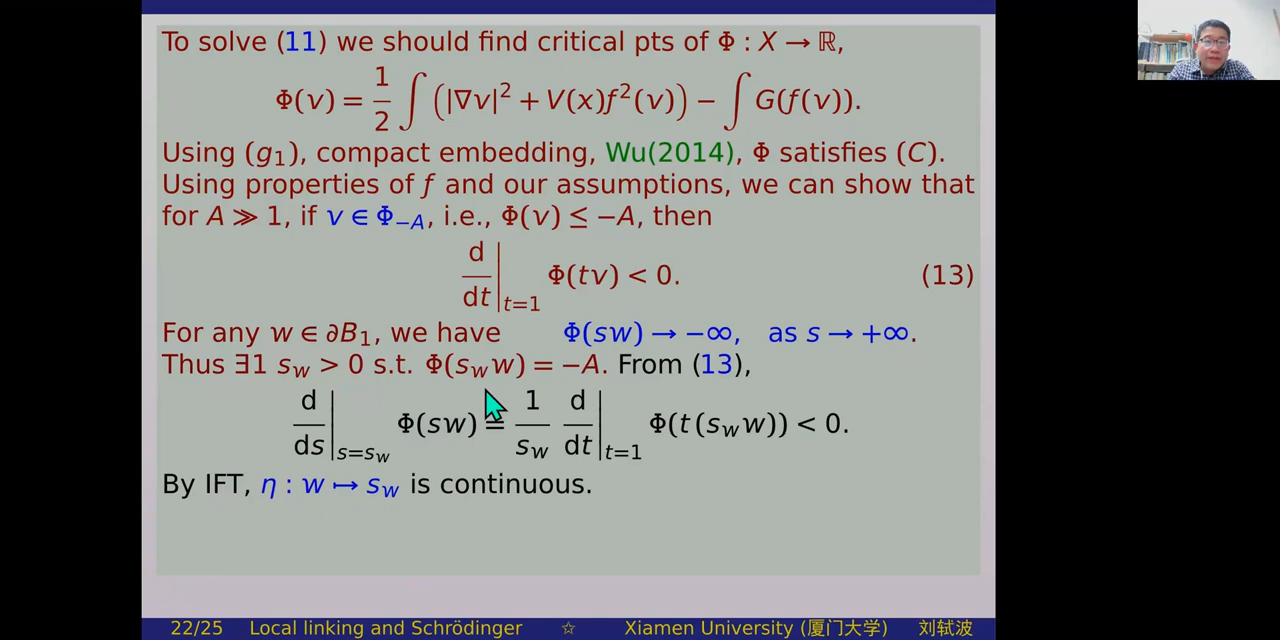 To solve (11) we should find critical pts of Φ : X → ℝ,
Φ(v) = 1/2 ∫ (|∇v|² + V(x)f²(v)) − ∫ G(f(v)).
Using (g₁), compact embedding, Wu(2014), Φ satisfies (C).
Using properties of f and our assumptions, we can show that
for A ≫ 1, if v ∈ Φ₋A, i.e., Φ(v) ≤ −A, then
d/dt|ₜ₌₁ Φ(tv) < 0. (13)
For any w ∈ ∂B₁, we have Φ(sw) → −∞, as s → +∞.
Thus ∃1 s_w > 0 s.t. Φ(s_w w) = −A. From (13),
d/ds|_{s=s_w} Φ(sw) = 1/s_w d/dt|_{t=1} Φ(t(s_w w)) < 0.
By IFT, η : w ↦ s_w is continuous.
22/25 Local linking and Schrödinger ☆ Xiamen University (厦门大学) 刘轼波